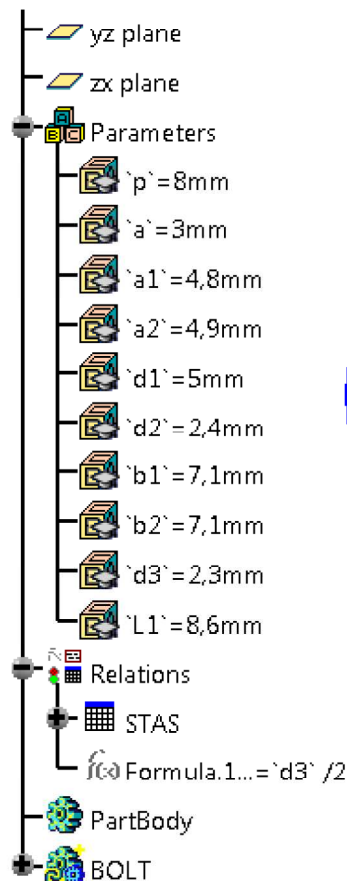 yz plane
zx plane
Parameters
`p`=8mm
`a`=3mm
`a1`=4,8mm
`a2`=4,9mm
`d1`=5mm
`d2`=2,4mm
`b1`=7,1mm
`b2`=7,1mm
`d3`=2,3mm
`L1`=8,6mm
Relations
STAS
f(x) Formula.1...=`d3` /2
PartBody
BOLT